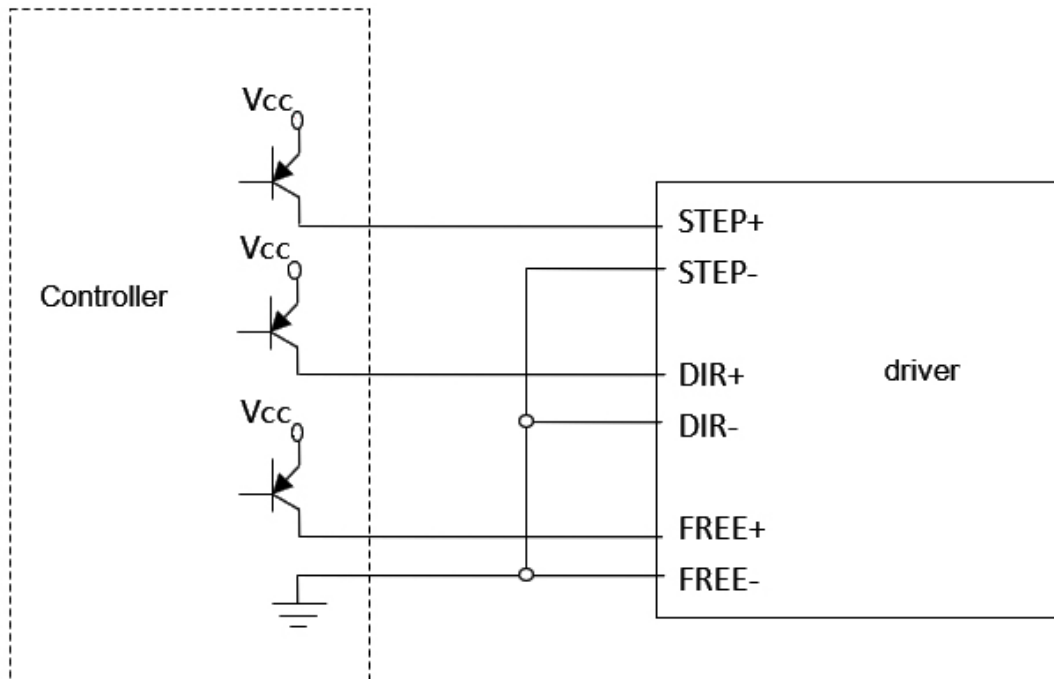 Vcc
STEP+
Vcc
STEP-
Controller
DIR+
driver
DIR-
Vcc
FREE+
FREE-